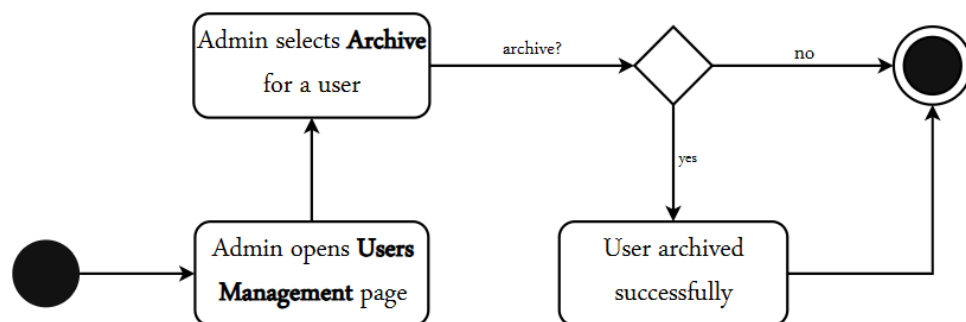 Admin selects Archive
for a user
archive?
no
yes
Admin opens Users
Management page
User archived
successfully